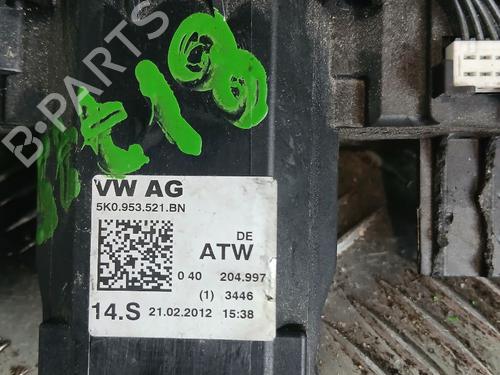 B-PARTS
VW AG
5K0.953.521.BN
DE
ATW
0 40 204.997
(1) 3446
14.S 21.02.2012 15:38